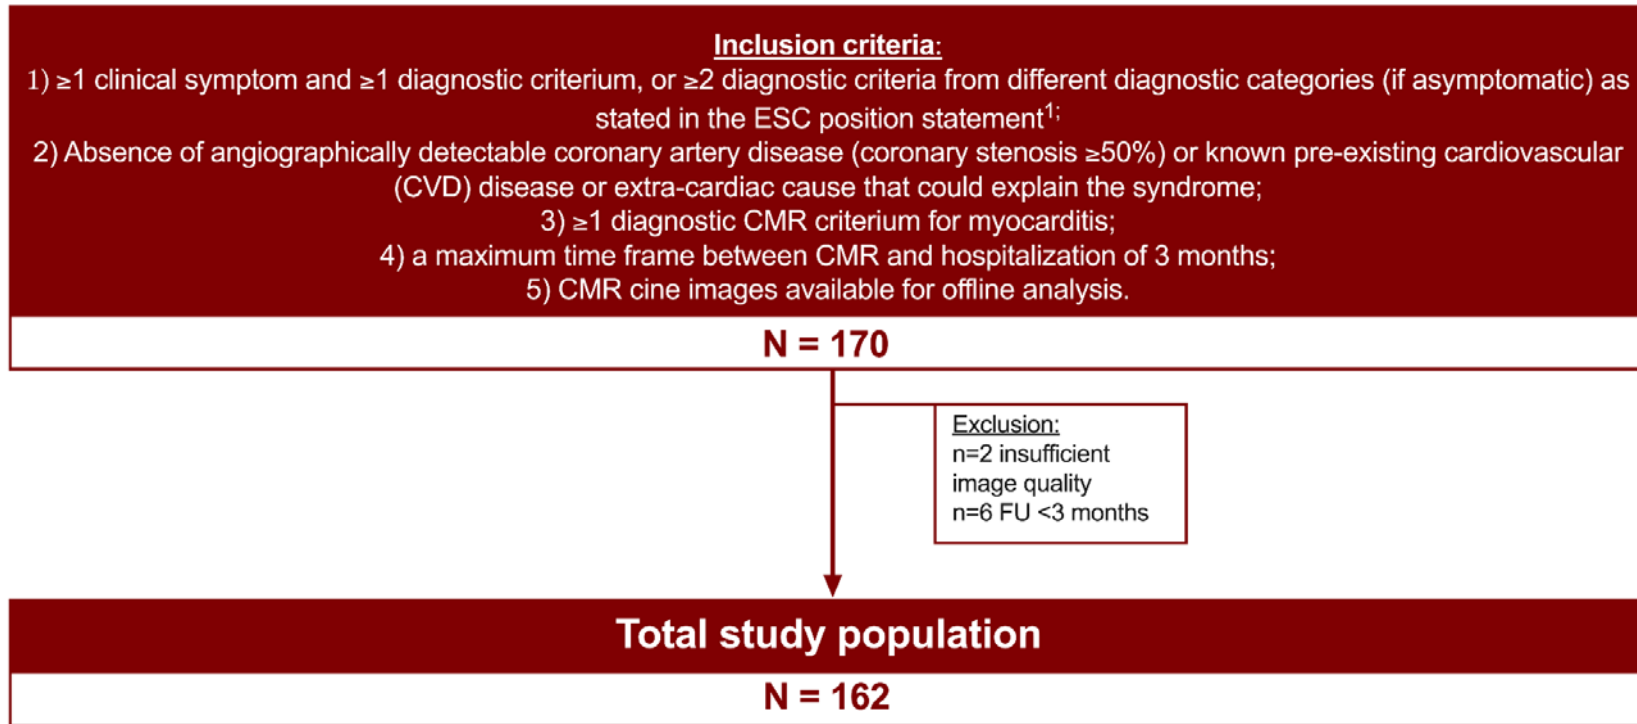 Inclusion criteria:
1) ≥1 clinical symptom and ≥1 diagnostic criterium, or ≥2 diagnostic criteria from different diagnostic categories (if asymptomatic) as
stated in the ESC position statement1;
2) Absence of angiographically detectable coronary artery disease (coronary stenosis ≥50%) or known pre-existing cardiovascular
(CVD) disease or extra-cardiac cause that could explain the syndrome;
3) ≥1 diagnostic CMR criterium for myocarditis;
4) a maximum time frame between CMR and hospitalization of 3 months;
5) CMR cine images available for offline analysis.
N = 170
Exclusion:
n=2 insufficient
image quality
n=6 FU <3 months
Total study population
N = 162